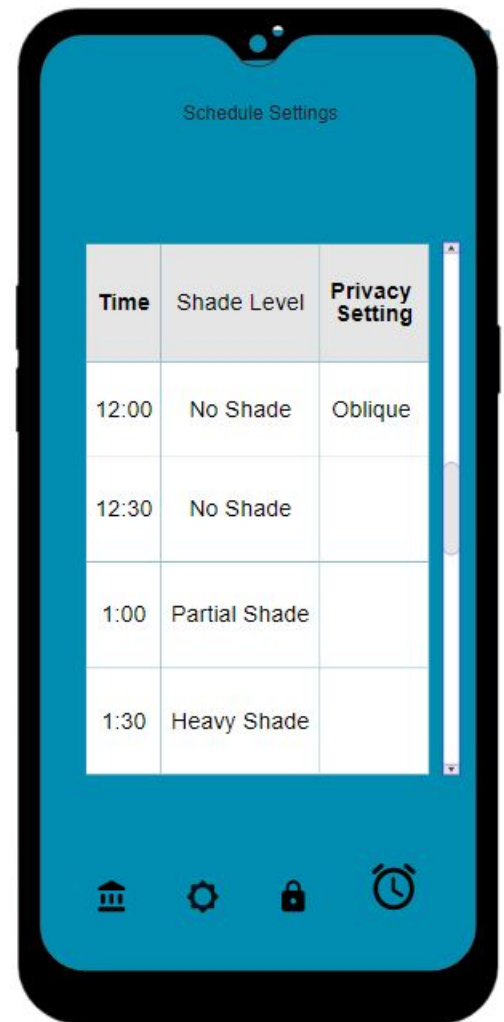 Schedule Settings
Time Shade Level Privacy Setting
12:00 No Shade Oblique
12:30 No Shade
1:00 Partial Shade
1:30 Heavy Shade